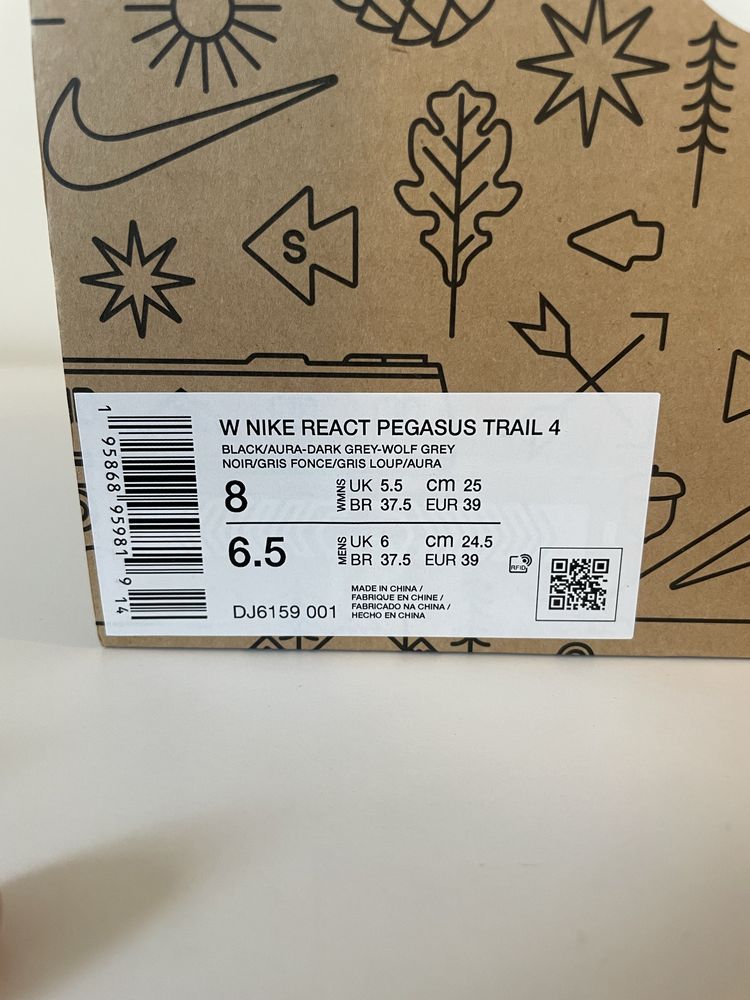 S
W NIKE REACT PEGASUS TRAIL 4
BLACK/AURA-DARK GREY-WOLF GREY
NOIR/GRIS FONCE/GRIS LOUP/AURA
8 WMNS UK 5.5 cm 25
BR 37.5 EUR 39
6.5 MENS UK 6 cm 24.5
BR 37.5 EUR 39
RFID
DJ6159 001
MADE IN CHINA /
FABRIQUE EN CHINE /
FABRICADO NA CHINA /
HECHO EN CHINA
1 95868 95981 9 14